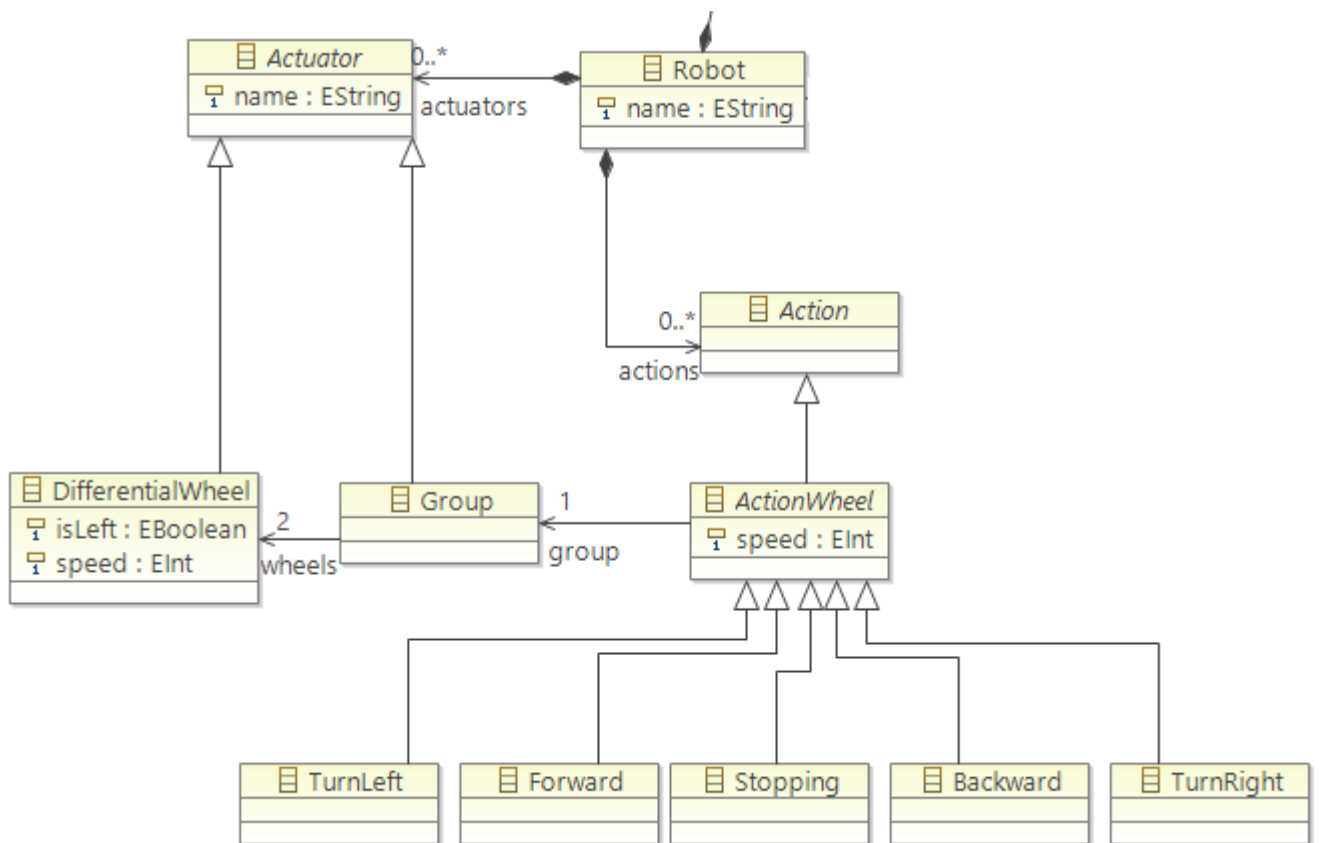 Actuator
name : EString
0..*
actuators
Robot
name : EString
0..*
actions
Action
DifferentialWheel
isLeft : EBoolean
speed : EInt
2
wheels
Group
1
group
ActionWheel
speed : EInt
TurnLeft
Forward
Stopping
Backward
TurnRight